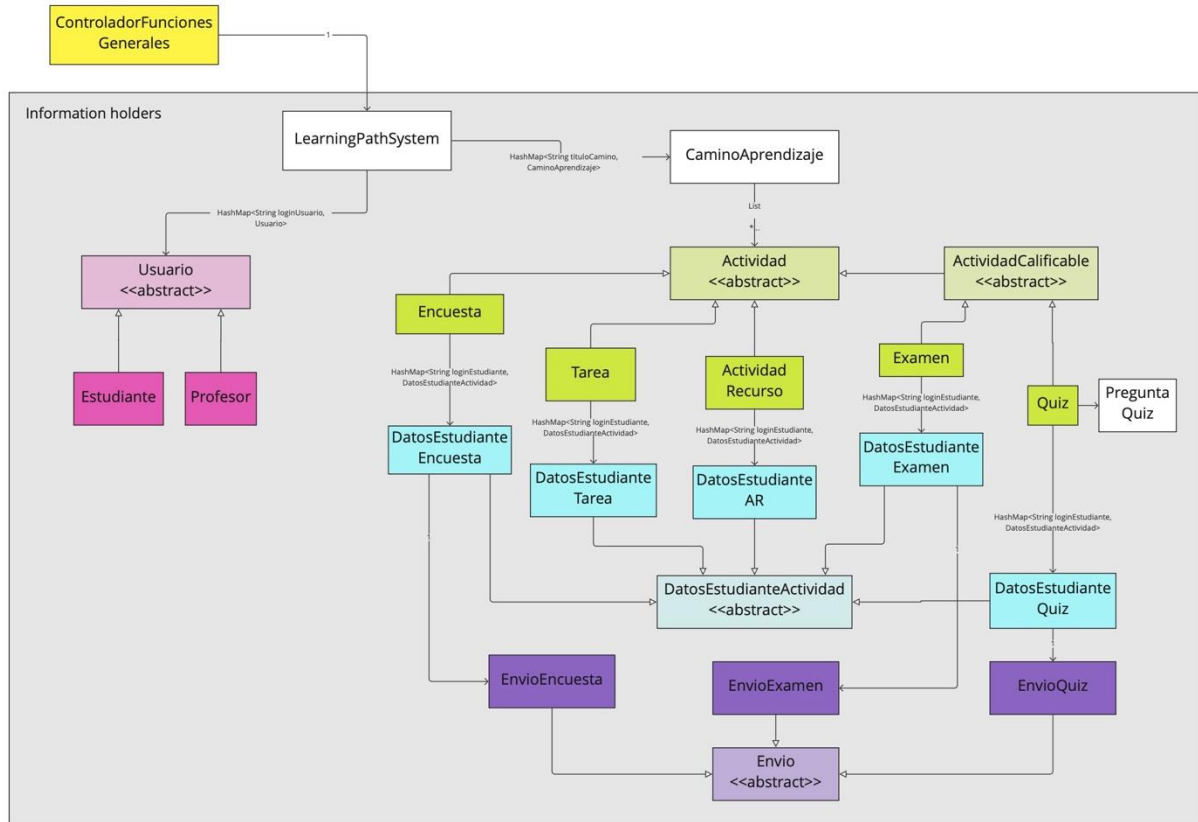 ControladorFunciones
Generales
1
Information holders
LearningPathSystem
HashMap<String tituloCamino,
CaminoAprendizaje>
CaminoAprendizaje
HashMap<String loginUsuario,
Usuario>
List
*..
Usuario
<<abstract>>
Actividad
<<abstract>>
ActividadCalificable
<<abstract>>
Encuesta
Tarea
Actividad
Recurso
Examen
Quiz
Pregunta
Quiz
Estudiante
Profesor
HashMap<String loginEstudiante,
DatosEstudianteActividad>
HashMap<String loginEstudiante,
DatosEstudianteActividad>
HashMap<String loginEstudiante,
DatosEstudianteActividad>
HashMap<String loginEstudiante,
DatosEstudianteActividad>
DatosEstudiante
Encuesta
DatosEstudiante
Tarea
DatosEstudiante
AR
DatosEstudiante
Examen
HashMap<String loginEstudiante,
DatosEstudianteActividad>
1
1
DatosEstudianteActividad
<<abstract>>
DatosEstudiante
Quiz
1
EnvioEncuesta
EnvioExamen
EnvioQuiz
Envio
<<abstract>>